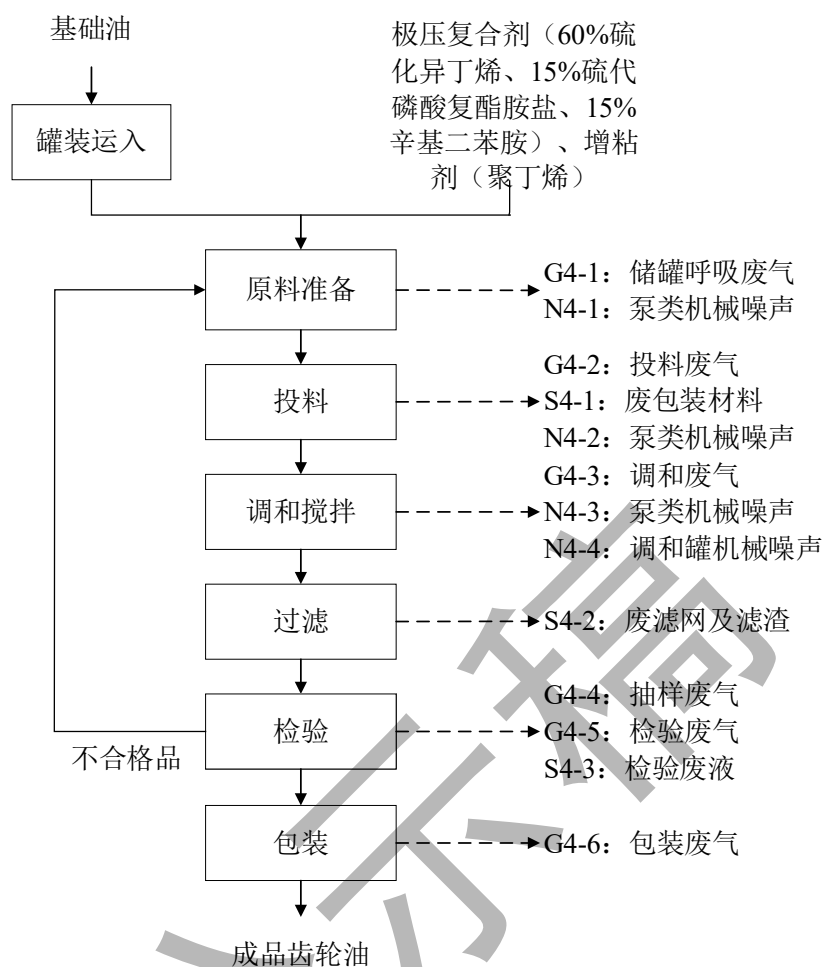 基础油
极压复合剂（60%硫
化异丁烯、15%硫代
磷酸复酯胺盐、15%
辛基二苯胺）、增粘
剂（聚丁烯）
罐装运入
原料准备
G4-1：储罐呼吸废气
N4-1：泵类机械噪声
投料
G4-2：投料废气
S4-1：废包装材料
N4-2：泵类机械噪声
调和搅拌
G4-3：调和废气
N4-3：泵类机械噪声
N4-4：调和罐机械噪声
过滤
S4-2：废滤网及滤渣
检验
G4-4：抽样废气
G4-5：检验废气
S4-3：检验废液
不合格品
包装
G4-6：包装废气
成品齿轮油
示稿